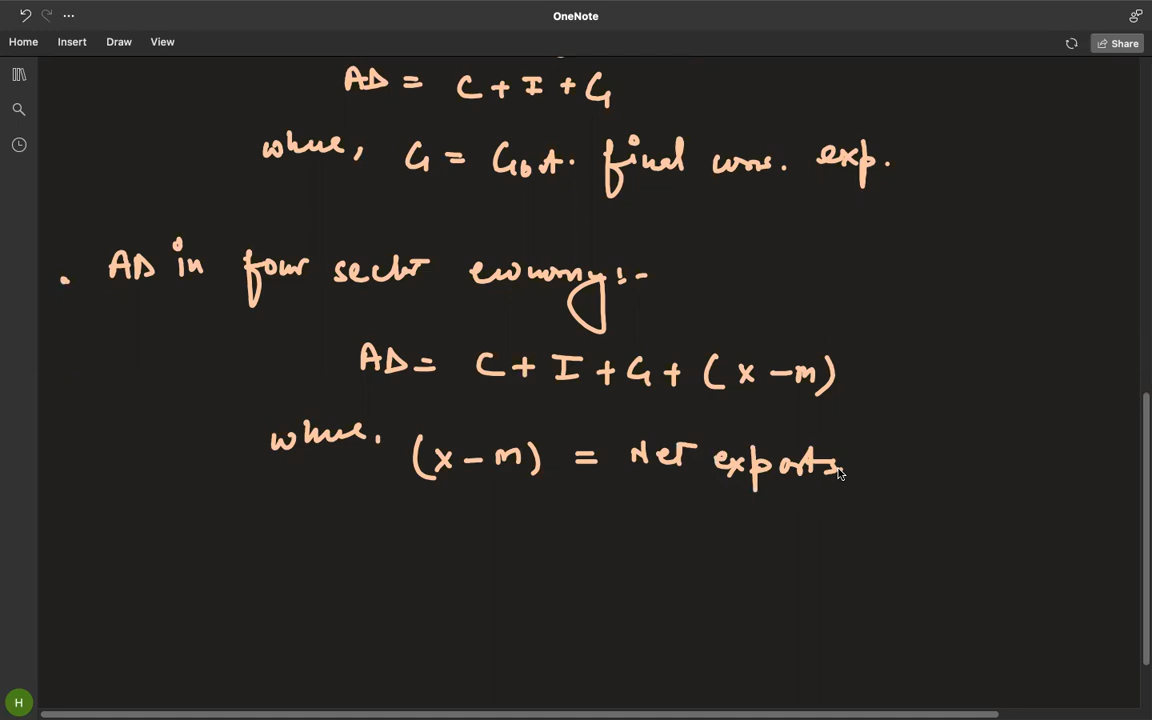 OneNote
Home Insert Draw View Share
AD = C + I + G
where, G = Govt. final cons. exp.
. AD in four sector economy :-
AD = C + I + G + (x - m)
where. (x - m) = Net exports
H